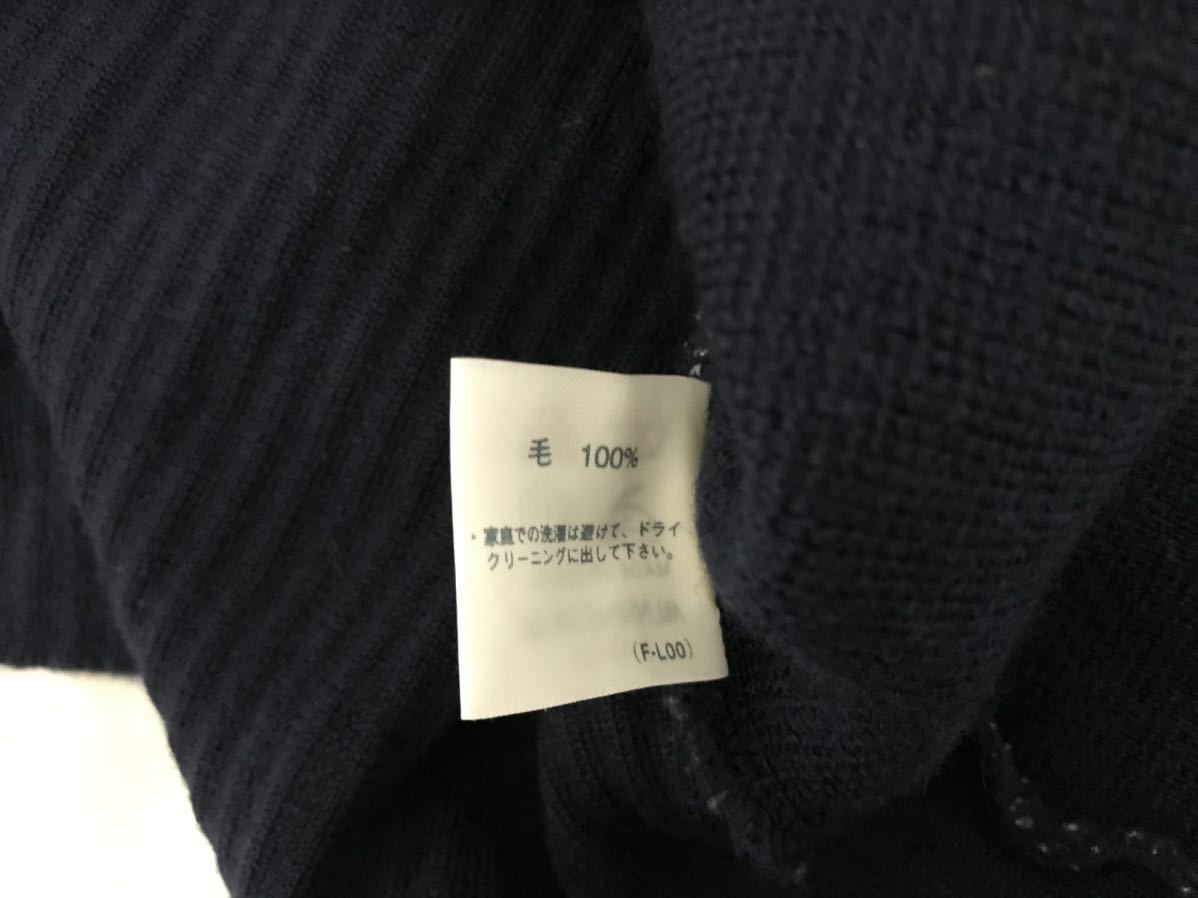 毛 100%
・家庭での洗濯は避けて、ドライ
クリーニングに出して下さい。
(F-L00)